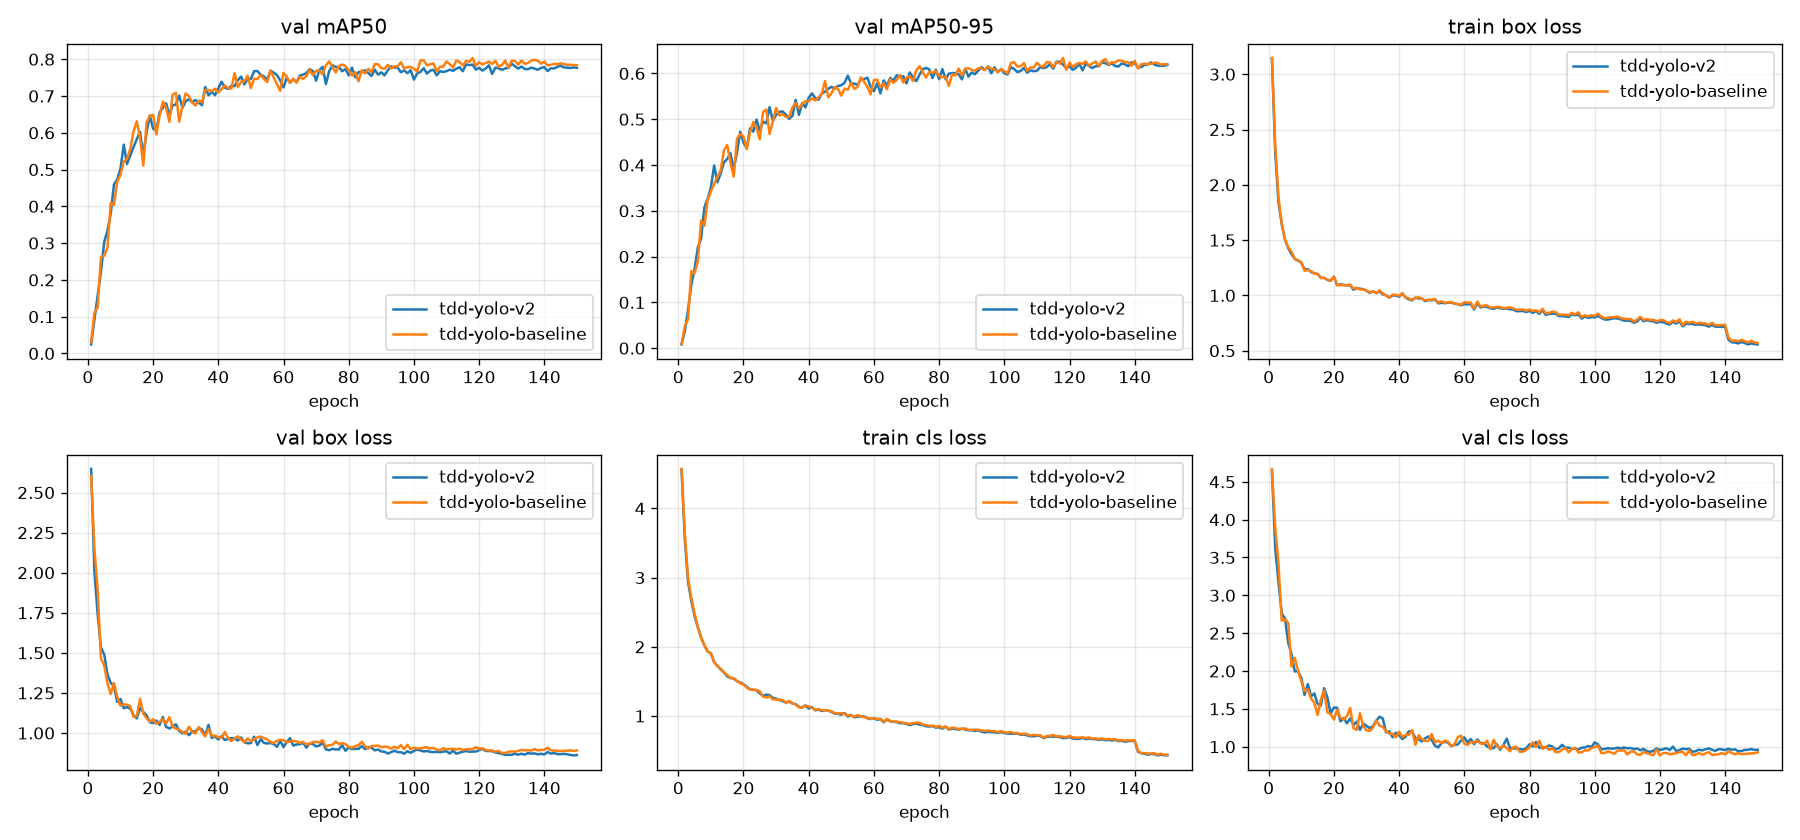 val mAP50
0.8
0.7
0.6
0.5
0.4
0.3
0.2
0.1
0.0
tdd-yolo-v2
tdd-yolo-baseline
0 20 40 60 80 100 120 140
epoch
val mAP50-95
0.6
0.5
0.4
0.3
0.2
0.1
0.0
tdd-yolo-v2
tdd-yolo-baseline
0 20 40 60 80 100 120 140
epoch
train box loss
3.0
2.5
2.0
1.5
1.0
0.5
tdd-yolo-v2
tdd-yolo-baseline
0 20 40 60 80 100 120 140
epoch
val box loss
2.50
2.25
2.00
1.75
1.50
1.25
1.00
tdd-yolo-v2
tdd-yolo-baseline
0 20 40 60 80 100 120 140
epoch
train cls loss
4
3
2
1
tdd-yolo-v2
tdd-yolo-baseline
0 20 40 60 80 100 120 140
epoch
val cls loss
4.5
4.0
3.5
3.0
2.5
2.0
1.5
1.0
tdd-yolo-v2
tdd-yolo-baseline
0 20 40 60 80 100 120 140
epoch